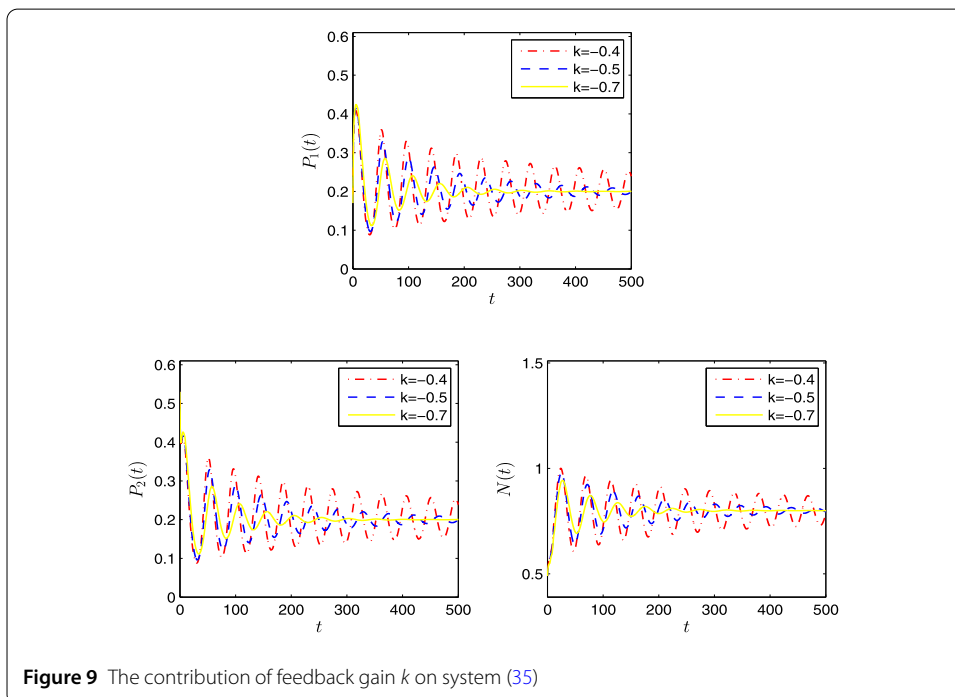 0.6
0.5
0.4
0.3
0.2
0.1
0
P₁(t)
k=−0.4
k=−0.5
k=−0.7
0 100 200 300 400 500
t
0.6
0.5
0.4
0.3
0.2
0.1
0
P₂(t)
k=−0.4
k=−0.5
k=−0.7
0 100 200 300 400 500
t
1.5
1
0.5
N(t)
k=−0.4
k=−0.5
k=−0.7
0 100 200 300 400 500
t
Figure 9 The contribution of feedback gain k on system (35)